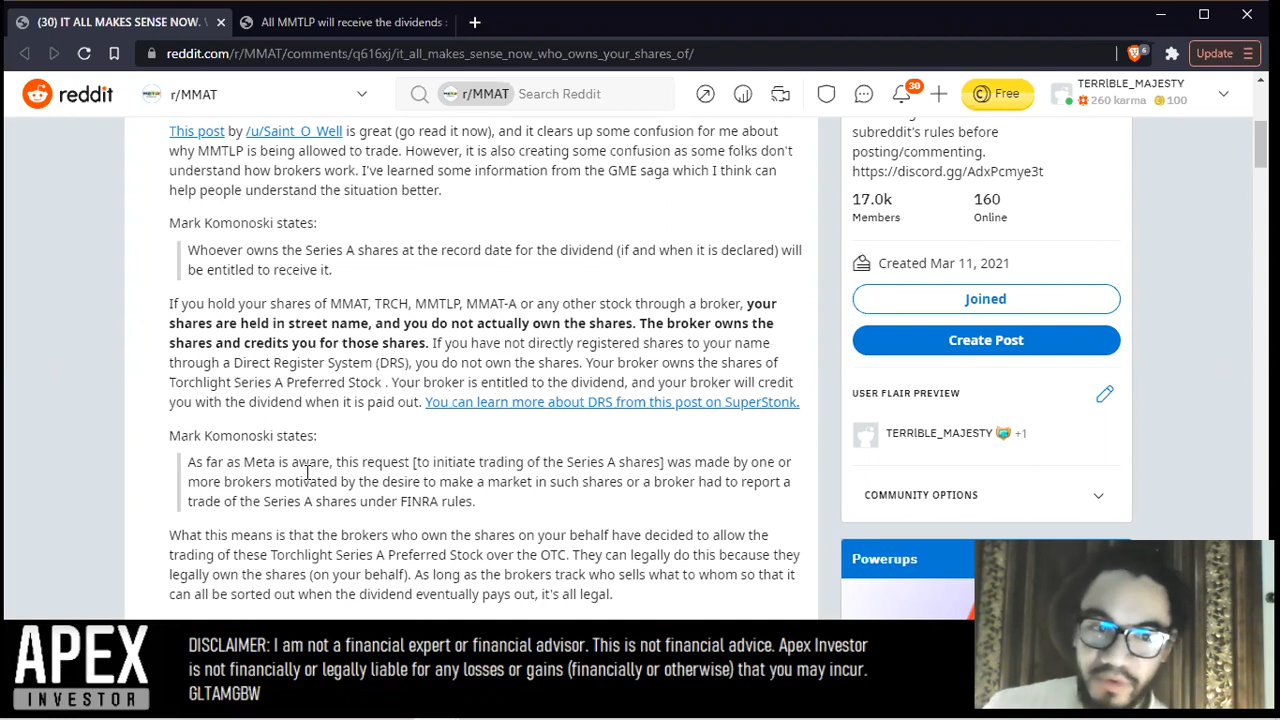 (30) IT ALL MAKES SENSE NOW.
All MMTLP will receive the dividends
reddit.com/r/MMAT/comments/q616xj/it_all_makes_sense_now_who_owns_your_shares_of/
6
Update
reddit
r/MMAT
r/MMAT Search Reddit
30
Free
TERRlBLE_MAJESTY
260 karma 100
This post by /u/Saint_O_Well is great (go read it now), and it clears up some confusion for me about
why MMTLP is being allowed to trade. However, it is also creating some confusion as some folks don't
understand how brokers work. I've learned some information from the GME saga which I think can
help people understand the situation better.
Mark Komonoski states:
Whoever owns the Series A shares at the record date for the dividend (if and when it is declared) will
be entitled to receive it.
If you hold your shares of MMAT, TRCH, MMTLP, MMAT-A or any other stock through a broker, your
shares are held in street name, and you do not actually own the shares. The broker owns the
shares and credits you for those shares. If you have not directly registered shares to your name
through a Direct Register System (DRS), you do not own the shares. Your broker owns the shares of
Torchlight Series A Preferred Stock . Your broker is entitled to the dividend, and your broker will credit
you with the dividend when it is paid out. You can learn more about DRS from this post on SuperStonk.
Mark Komonoski states:
As far as Meta is aware, this request [to initiate trading of the Series A shares] was made by one or
more brokers motivated by the desire to make a market in such shares or a broker had to report a
trade of the Series A shares under FINRA rules.
What this means is that the brokers who own the shares on your behalf have decided to allow the
trading of these Torchlight Series A Preferred Stock over the OTC. They can legally do this because they
legally own the shares (on your behalf). As long as the brokers track who sells what to whom so that it
can all be sorted out when the dividend eventually pays out, it's all legal.
subreddit's rules before
posting/commenting.
https://discord.gg/AdxPcmye3t
17.0k 160
Members Online
Created Mar 11, 2021
Joined
Create Post
USER FLAIR PREVIEW
TERRlBLE_MAJESTY +1
COMMUNITY OPTIONS
Powerups
APEX
INVESTOR
DISCLAIMER: I am not a financial expert or financial advisor. This is not financial advice. Apex Investor
is not financially or legally liable for any losses or gains (financially or otherwise) that you may incur.
GLTAMGBW